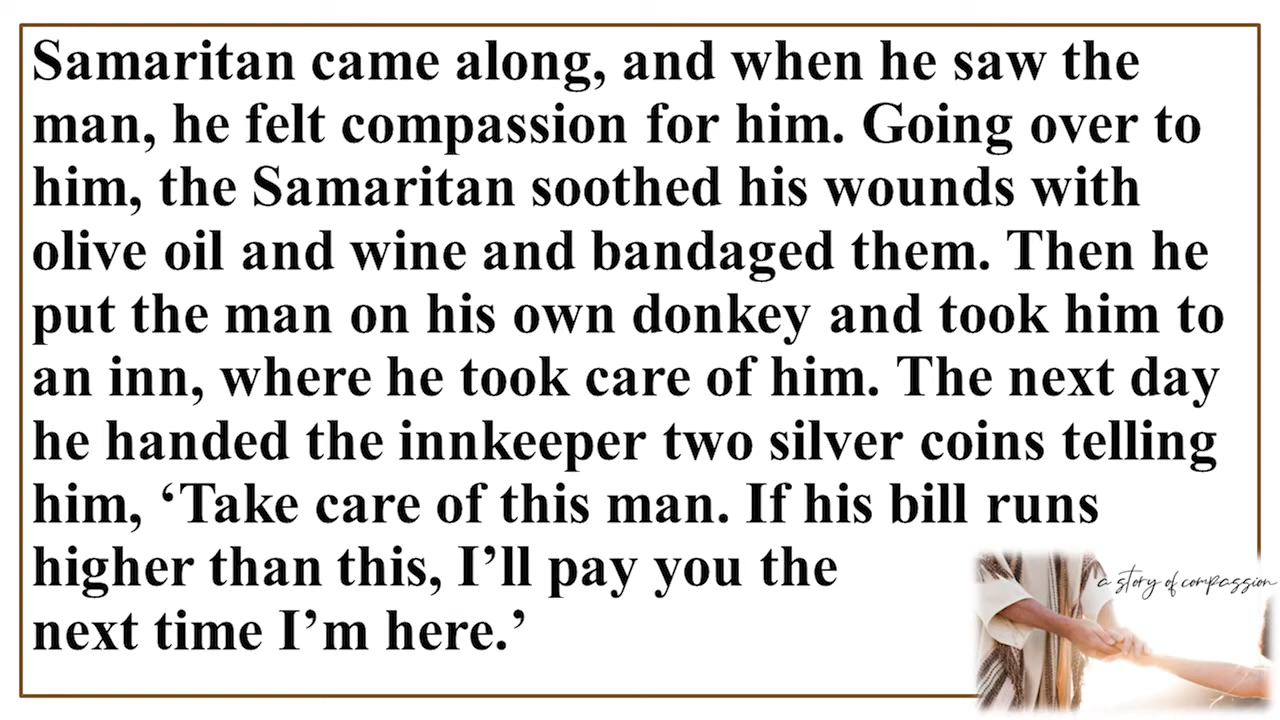 Samaritan came along, and when he saw the
man, he felt compassion for him. Going over to
him, the Samaritan soothed his wounds with
olive oil and wine and bandaged them. Then he
put the man on his own donkey and took him to
an inn, where he took care of him. The next day
he handed the innkeeper two silver coins telling
him, ‘Take care of this man. If his bill runs
higher than this, I’ll pay you the
next time I’m here.’
a story of compassion